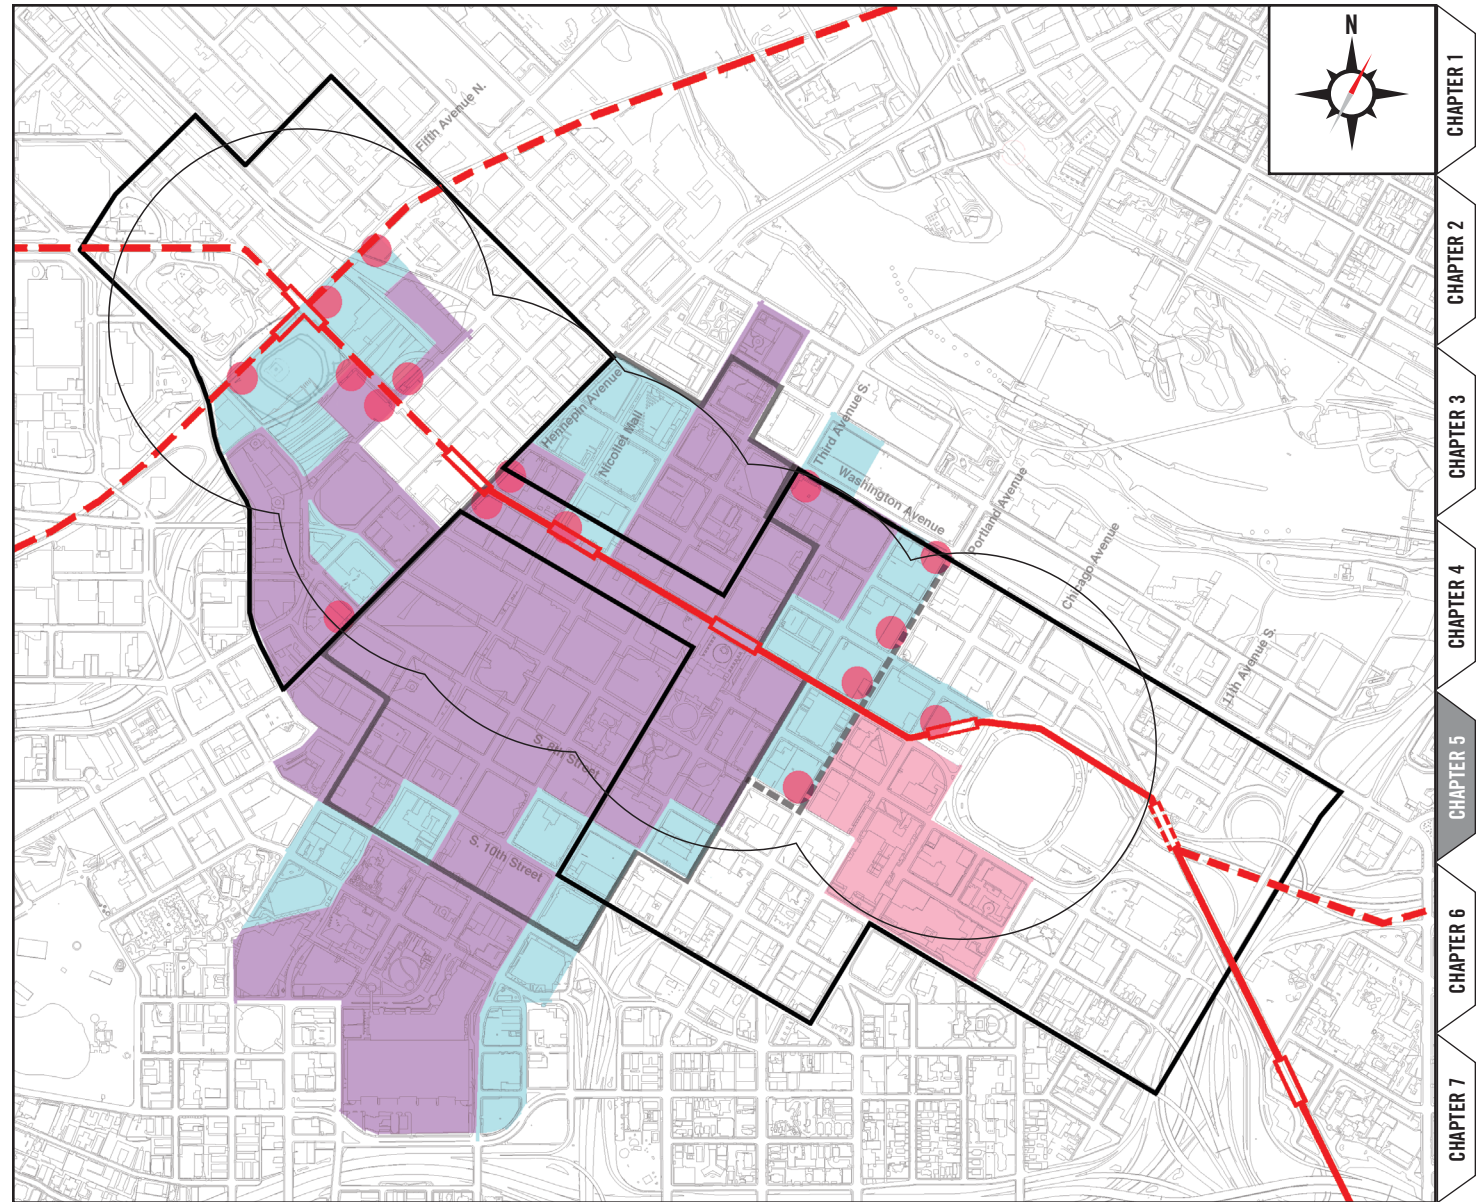 N
CHAPTER 1
CHAPTER 2
CHAPTER 3
CHAPTER 4
CHAPTER 5
CHAPTER 6
CHAPTER 7
Fifth Avenue N.
Hennepin Avenue
Nicollet Mall
Third Avenue S.
Washington Avenue
Portland Avenue
Chicago Avenue
11th Avenue S.
S. 8th Street
S. 10th Street